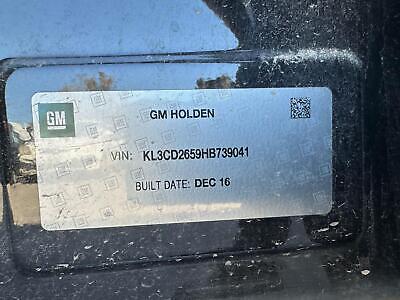 GM
GM HOLDEN
VIN: KL3CD2659HB739041
BUILT DATE: DEC 16